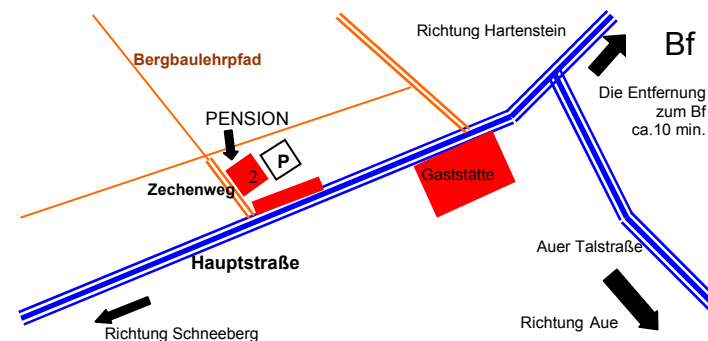 Richtung Hartenstein
Bf
Bergbaulehrpfad
Die Entfernung
zum Bf
ca.10 min.
PENSION
P
2
Gaststätte
Zechenweg
Hauptstraße
Auer Talstraße
Richtung Schneeberg
Richtung Aue